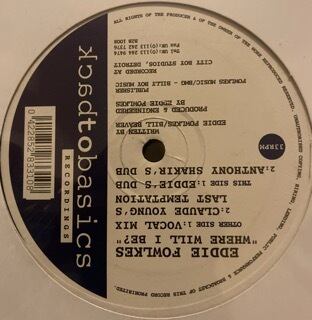 EDDIE FOWLKES
"WHERE WILL I BE?"
OTHER SIDE 1: VOCAL MIX
2: CLAUDE YOUNG'S
LAST TEMPTATION
THIS SIDE 1: EDDIE'S DUB
2: ANTHONY SHAKIR'S DUB
WRITTEN BY
EDDIE FOWLKES/BILL BEAVER
PRODUCED & ENGINEERED
BY EDDIE FOWLKES
PUBLISHER
FOWLKES MUSIC/BMG - MUSIC BILLY BOY
RECORDED AT
CITY BOY STUDIOS, DETROIT
33RPM
backtobasics
RECORDINGS
ALL RIGHTS OF THE PRODUCER & OF THE OWNER OF THE WORK REPRODUCED RESERVED. UNAUTHORISED COPYING, HIRING, LENDING, PUBLIC PERFORMANCE & BROADCAST OF THIS RECORD PROHIBITED.